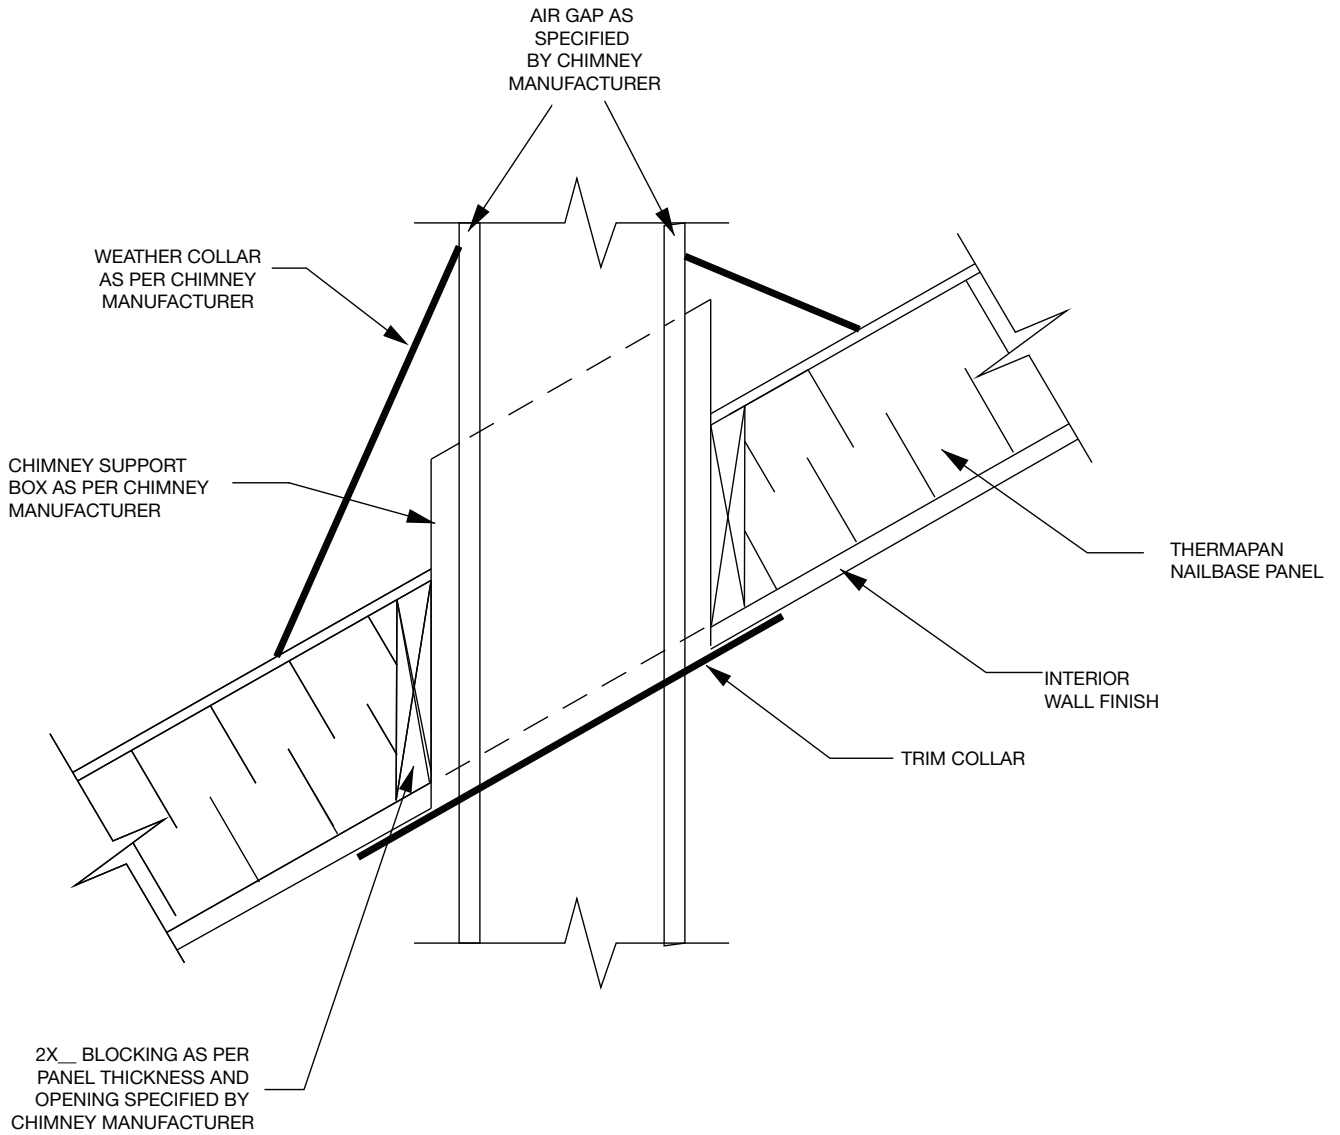 AIR GAP AS
SPECIFIED
BY CHIMNEY
MANUFACTURER
WEATHER COLLAR
AS PER CHIMNEY
MANUFACTURER
CHIMNEY SUPPORT
BOX AS PER CHIMNEY
MANUFACTURER
THERMAPAN
NAILBASE PANEL
INTERIOR
WALL FINISH
TRIM COLLAR
2X__ BLOCKING AS PER
PANEL THICKNESS AND
OPENING SPECIFIED BY
CHIMNEY MANUFACTURER